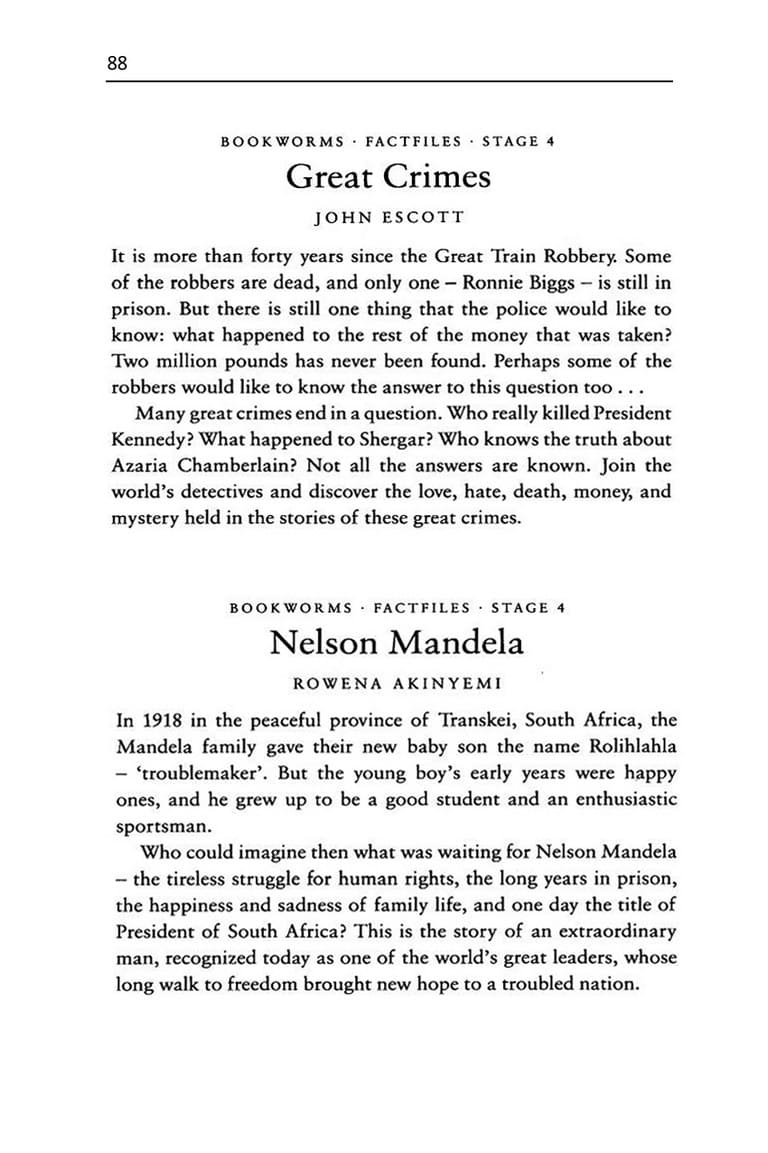 88
BOOKWORMS · FACTFILES · STAGE 4
Great Crimes
JOHN ESCOTT
It is more than forty years since the Great Train Robbery. Some
of the robbers are dead, and only one – Ronnie Biggs – is still in
prison. But there is still one thing that the police would like to
know: what happened to the rest of the money that was taken?
Two million pounds has never been found. Perhaps some of the
robbers would like to know the answer to this question too . . .
Many great crimes end in a question. Who really killed President
Kennedy? What happened to Shergar? Who knows the truth about
Azaria Chamberlain? Not all the answers are known. Join the
world's detectives and discover the love, hate, death, money, and
mystery held in the stories of these great crimes.
BOOKWORMS · FACTFILES · STAGE 4
Nelson Mandela
ROWENA AKINYEMI
In 1918 in the peaceful province of Transkei, South Africa, the
Mandela family gave their new baby son the name Rolihlahla
– 'troublemaker'. But the young boy's early years were happy
ones, and he grew up to be a good student and an enthusiastic
sportsman.
Who could imagine then what was waiting for Nelson Mandela
– the tireless struggle for human rights, the long years in prison,
the happiness and sadness of family life, and one day the title of
President of South Africa? This is the story of an extraordinary
man, recognized today as one of the world's great leaders, whose
long walk to freedom brought new hope to a troubled nation.